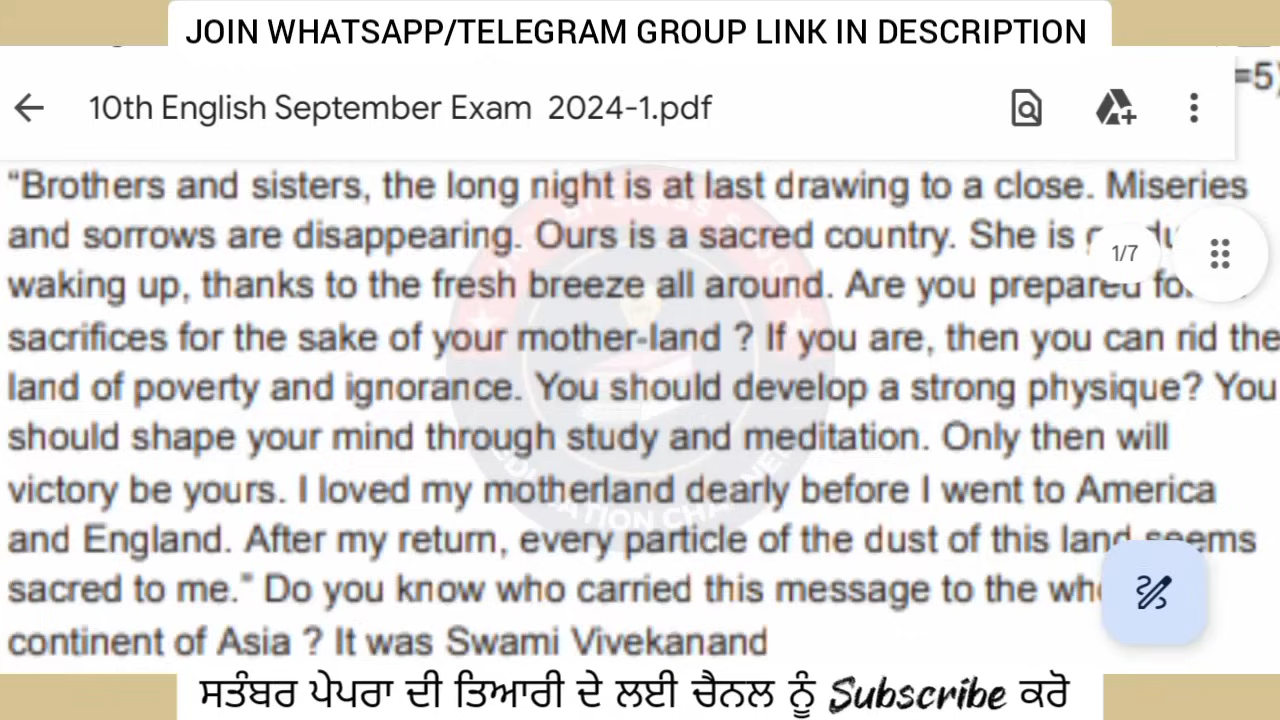 JOIN WHATSAPP/TELEGRAM GROUP LINK IN DESCRIPTION
=5)
10th English September Exam 2024-1.pdf
“Brothers and sisters, the long night is at last drawing to a close. Miseries
and sorrows are disappearing. Ours is a sacred country. She is
1/7
waking up, thanks to the fresh breeze all around. Are you prepared
sacrifices for the sake of your mother-land ? If you are, then you can rid the
land of poverty and ignorance. You should develop a strong physique? You
should shape your mind through study and meditation. Only then will
victory be yours. I loved my motherland dearly before I went to America
and England. After my return, every particle of the dust of this land seems
sacred to me.” Do you know who carried this message to the
continent of Asia ? It was Swami Vivekanand
EDUCATION CHANNEL
ਸਤੰਬਰ ਪੇਪਰਾ ਦੀ ਤਿਆਰੀ ਦੇ ਲਈ ਚੈਨਲ ਨੂੰ Subscribe ਕਰੋ